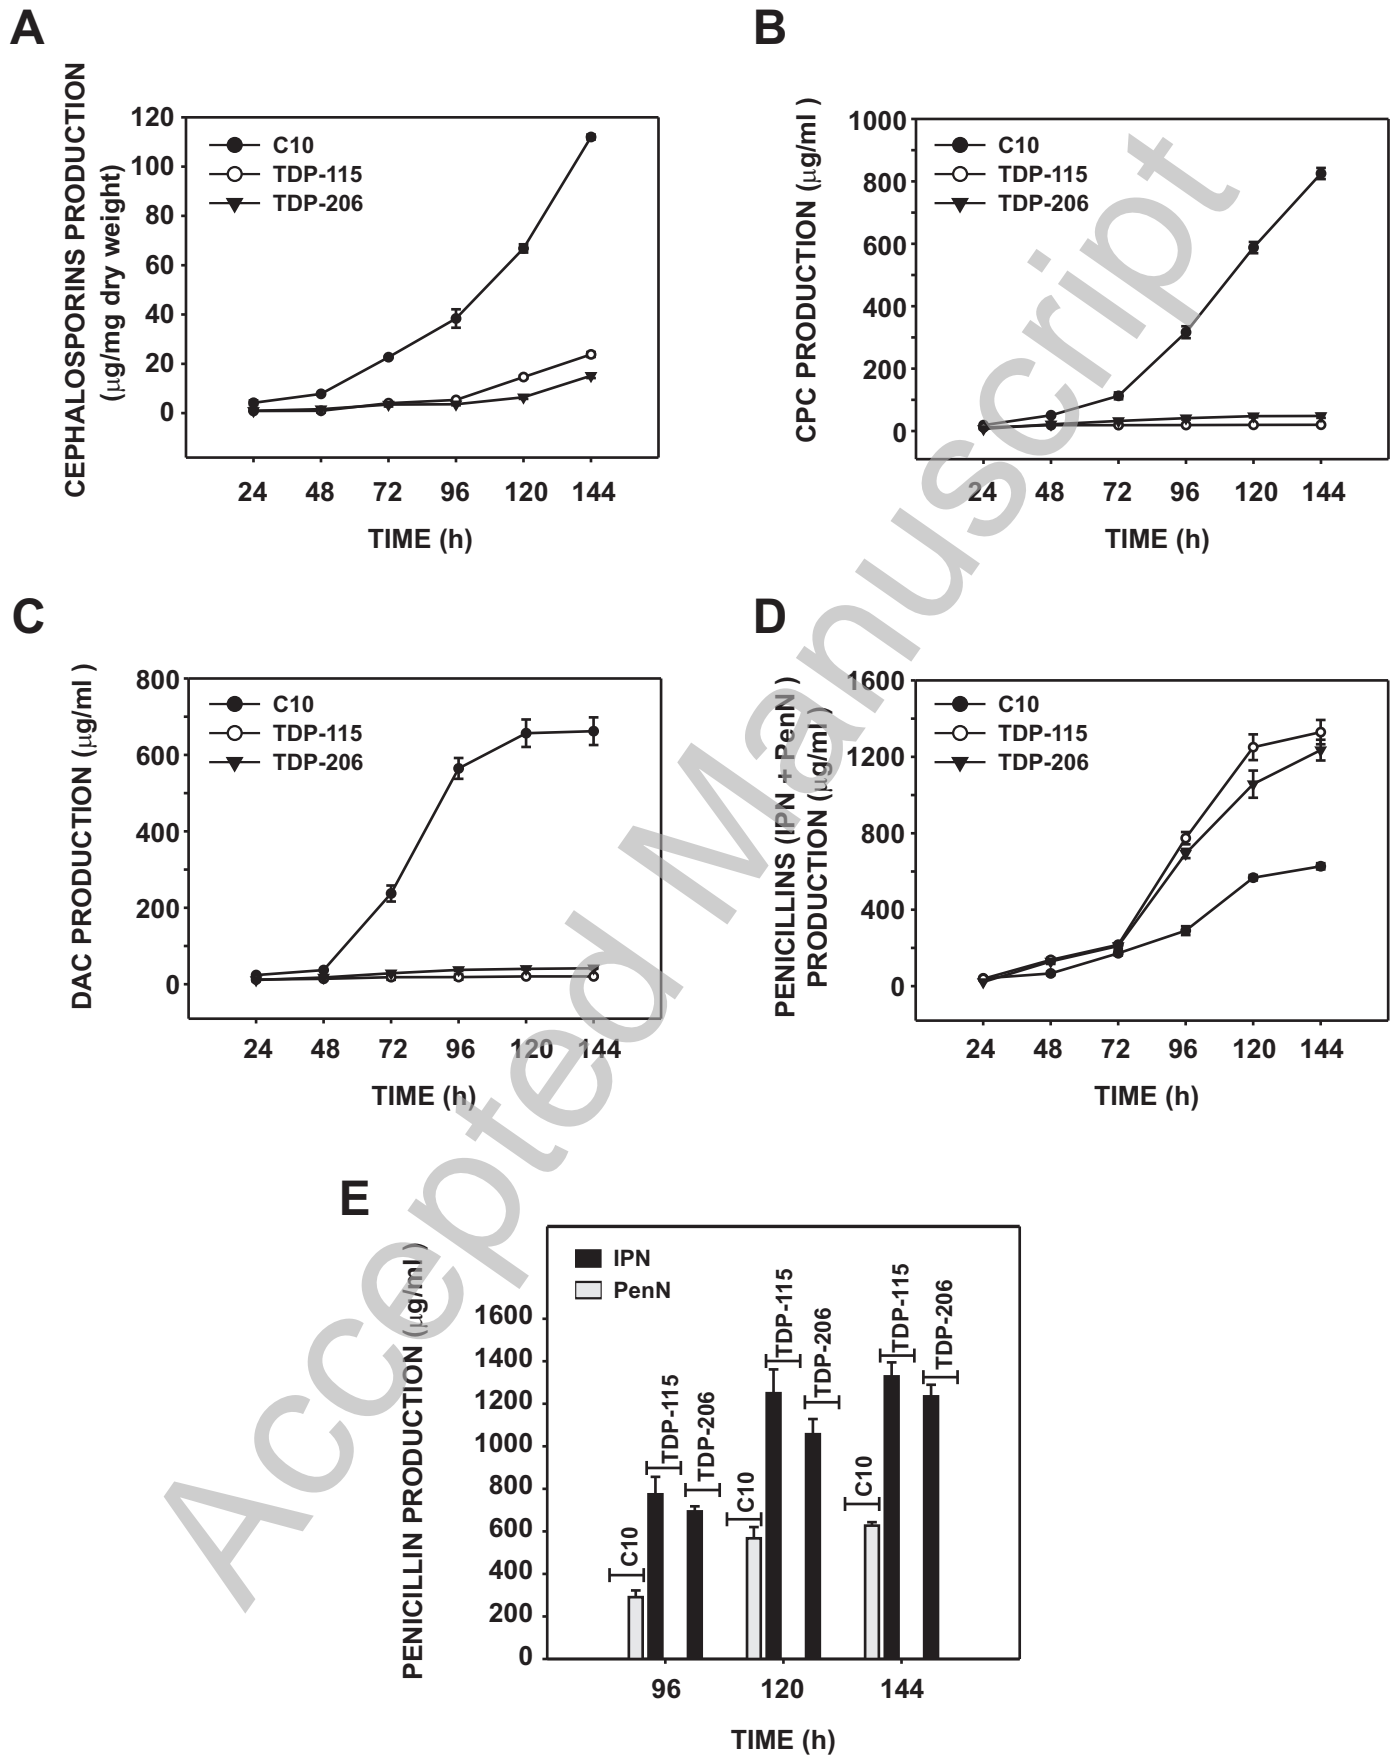 A
CEPHALOSPORINS PRODUCTION
(μg/mg dry weight)
120
100
80
60
40
20
0
C10
TDP-115
TDP-206
24 48 72 96 120 144
TIME (h)
B
CPC PRODUCTION (μg/ml )
1000
800
600
400
200
0
C10
TDP-115
TDP-206
24 48 72 96 120 144
TIME (h)
C
DAC PRODUCTION (μg/ml )
800
600
400
200
0
C10
TDP-115
TDP-206
24 48 72 96 120 144
TIME (h)
D
PENICILLINS (IPN + PenN )
PRODUCTION (μg/ml )
1600
1200
800
400
0
C10
TDP-115
TDP-206
24 48 72 96 120 144
TIME (h)
E
PENICILLIN PRODUCTION (μg/ml )
IPN
PenN
1600
1400
1200
1000
800
600
400
200
0
C10 TDP-115 TDP-206
C10 TDP-115 TDP-206
C10 TDP-115 TDP-206
96 120 144
TIME (h)
Accepted Manuscript